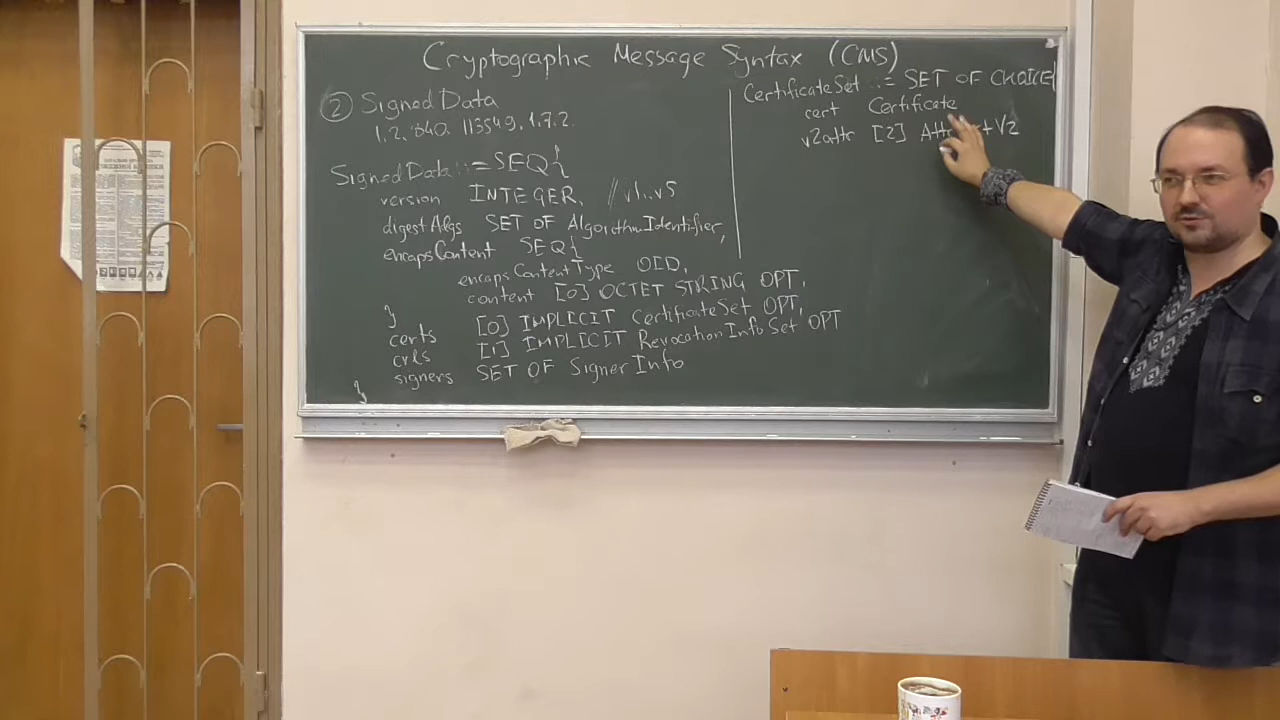 Cryptographic Message Syntax (CMS)
② SignedData
1.2.840.113549.1.7.2.
SignedData ::= SEQ{
version INTEGER, //v1..v5
digestAlgs SET OF AlgorithmIdentifier,
encapsContent SEQ{
encapsContentType OID,
content [0] OCTET STRING OPT,
}
certs [0] IMPLICIT CertificateSet OPT,
crls [1] IMPLICIT RevocationInfoSet OPT
signers SET OF SignerInfo
}
CertificateSet ::= SET OF CHOICE{
cert Certificate
v2attr [2]